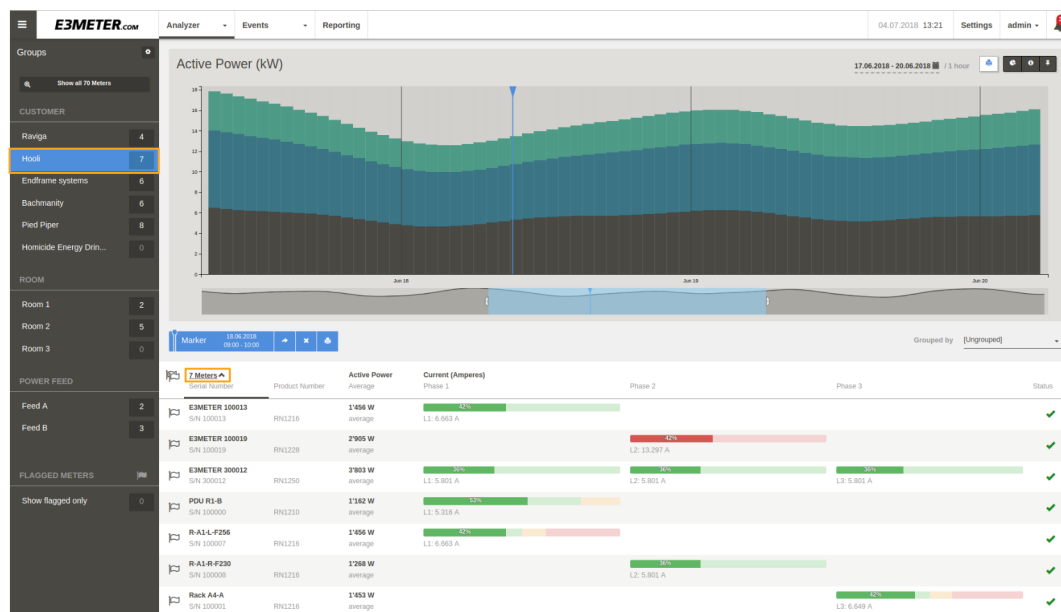 E3METER.COM
Analyzer
Events
Reporting
04.07.2018 13:21
Settings
admin
Groups
Show all 70 Meters
CUSTOMER
Raviga 4
Hooli 7
Endframe systems 6
Bachmanity 6
Pied Piper 8
Homicide Energy Drin... 0
ROOM
Room 1 2
Room 2 5
Room 3 0
POWER FEED
Feed A 2
Feed B 3
FLAGGED METERS
Show flagged only 0
Active Power (kW)
17.06.2018 - 20.06.2018 / 1 hour
18
16
14
12
10
8
6
4
2
0
Jun 18
Jun 19
Jun 20
Marker
18.06.2018
09:00 - 10:00
Grouped by [Ungrouped]
7 Meters Active Power Current (Amperes)
Serial Number Product Number Average Phase 1 Phase 2 Phase 3 Status
E3METER 100013 1'456 W 42%
S/N 100013 RN1216 average L1: 6.663 A
E3METER 100019 2'905 W 42%
S/N 100019 RN1228 average L2: 13.297 A
E3METER 300012 3'803 W 36% 36% 36%
S/N 300012 RN1250 average L1: 5.801 A L2: 5.801 A L3: 5.801 A
PDU R1-B 1'162 W 53%
S/N 100000 RN1210 average L1: 5.316 A
R-A1-L-F256 1'456 W 42%
S/N 100007 RN1216 average L1: 6.663 A
R-A1-R-F230 1'268 W 36%
S/N 100008 RN1216 average L2: 5.801 A
Rack A4-A 1'453 W 42%
S/N 100001 RN1216 average L3: 6.649 A